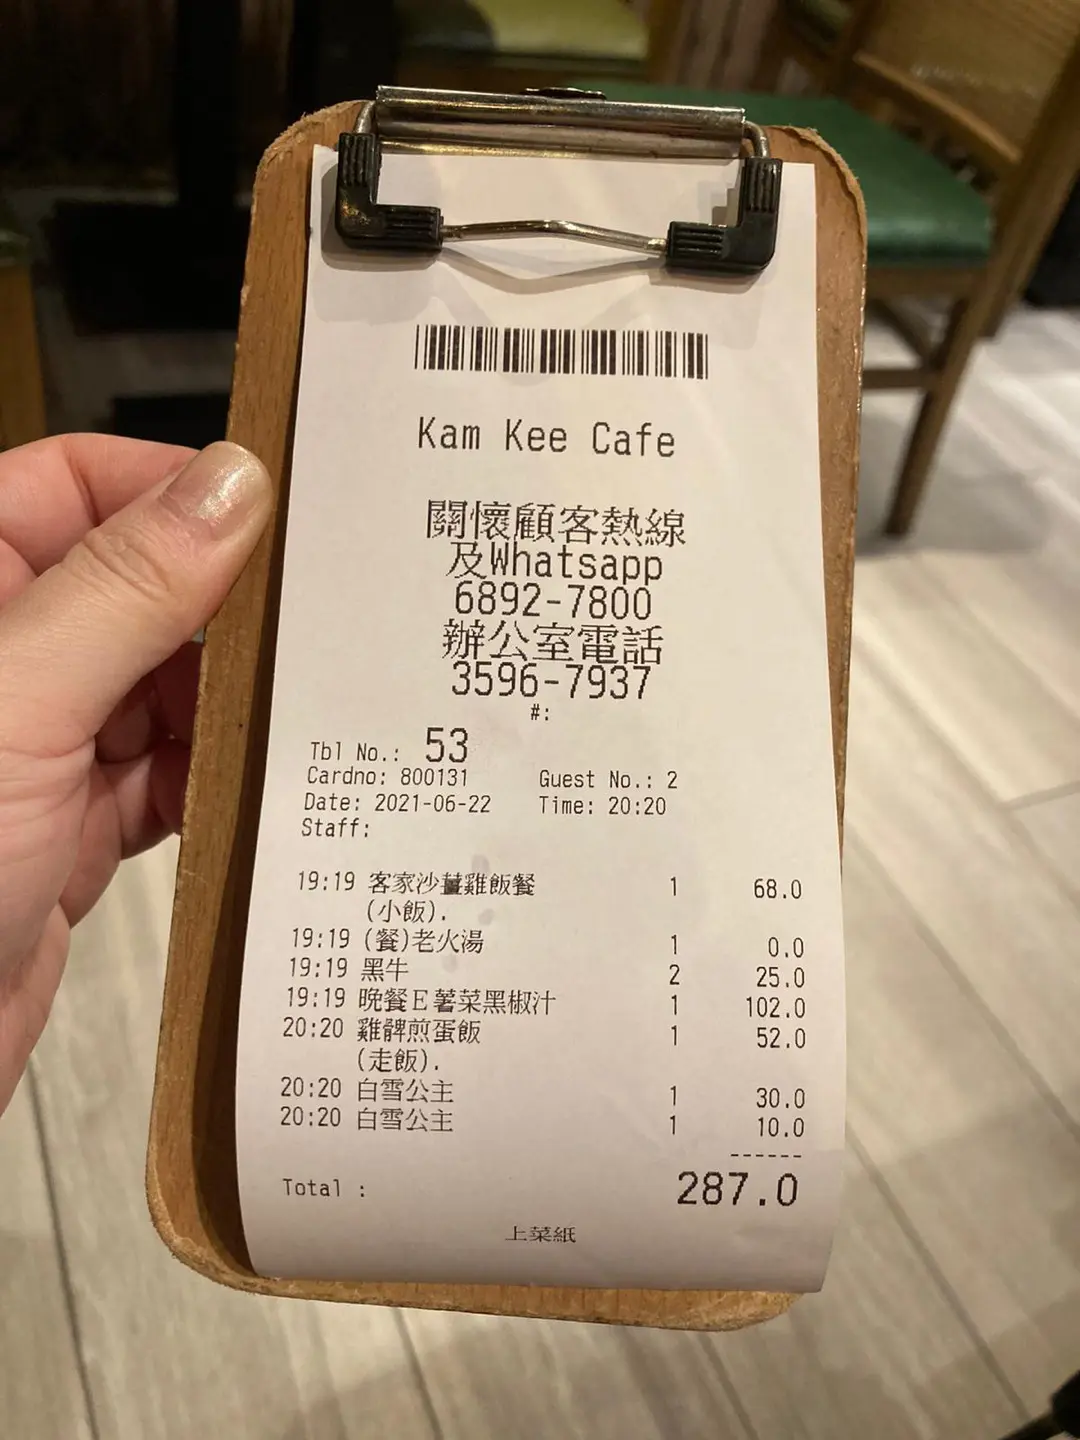 Kam Kee Cafe
關懷顧客熱線
及Whatsapp
6892-7800
辦公室電話
3596-7937
#:
Tbl No.: 53
Cardno: 800131 Guest No.: 2
Date: 2021-06-22 Time: 20:20
Staff:
19:19 客家沙薑雞飯餐 1 68.0
(小飯).
19:19 (餐)老火湯 1 0.0
19:19 黑牛 2 25.0
19:19 晚餐E薯菜黑椒汁 1 102.0
20:20 雞髀煎蛋飯 1 52.0
(走飯).
20:20 白雪公主 1 30.0
20:20 白雪公主 1 10.0
------
Total : 287.0
上菜紙